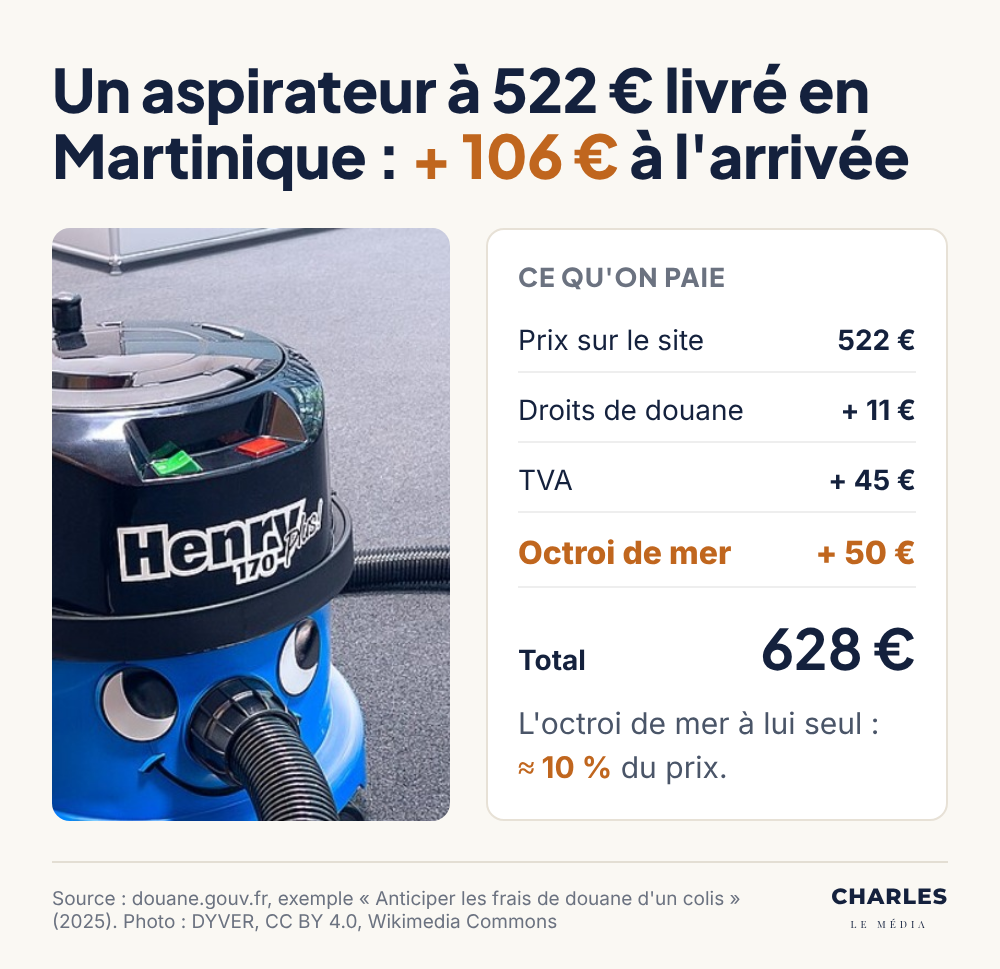 Un aspirateur à 522 € livré en
Martinique : + 106 € à l'arrivée
Henry
Plus!
170-
CE QU'ON PAIE
Prix sur le site 522 €
Droits de douane + 11 €
TVA + 45 €
Octroi de mer + 50 €
Total 628 €
L'octroi de mer à lui seul :
≈ 10 % du prix.
Source : douane.gouv.fr, exemple « Anticiper les frais de douane d'un colis »
(2025). Photo : DYVER, CC BY 4.0, Wikimedia Commons
CHARLES
LE MÉDIA